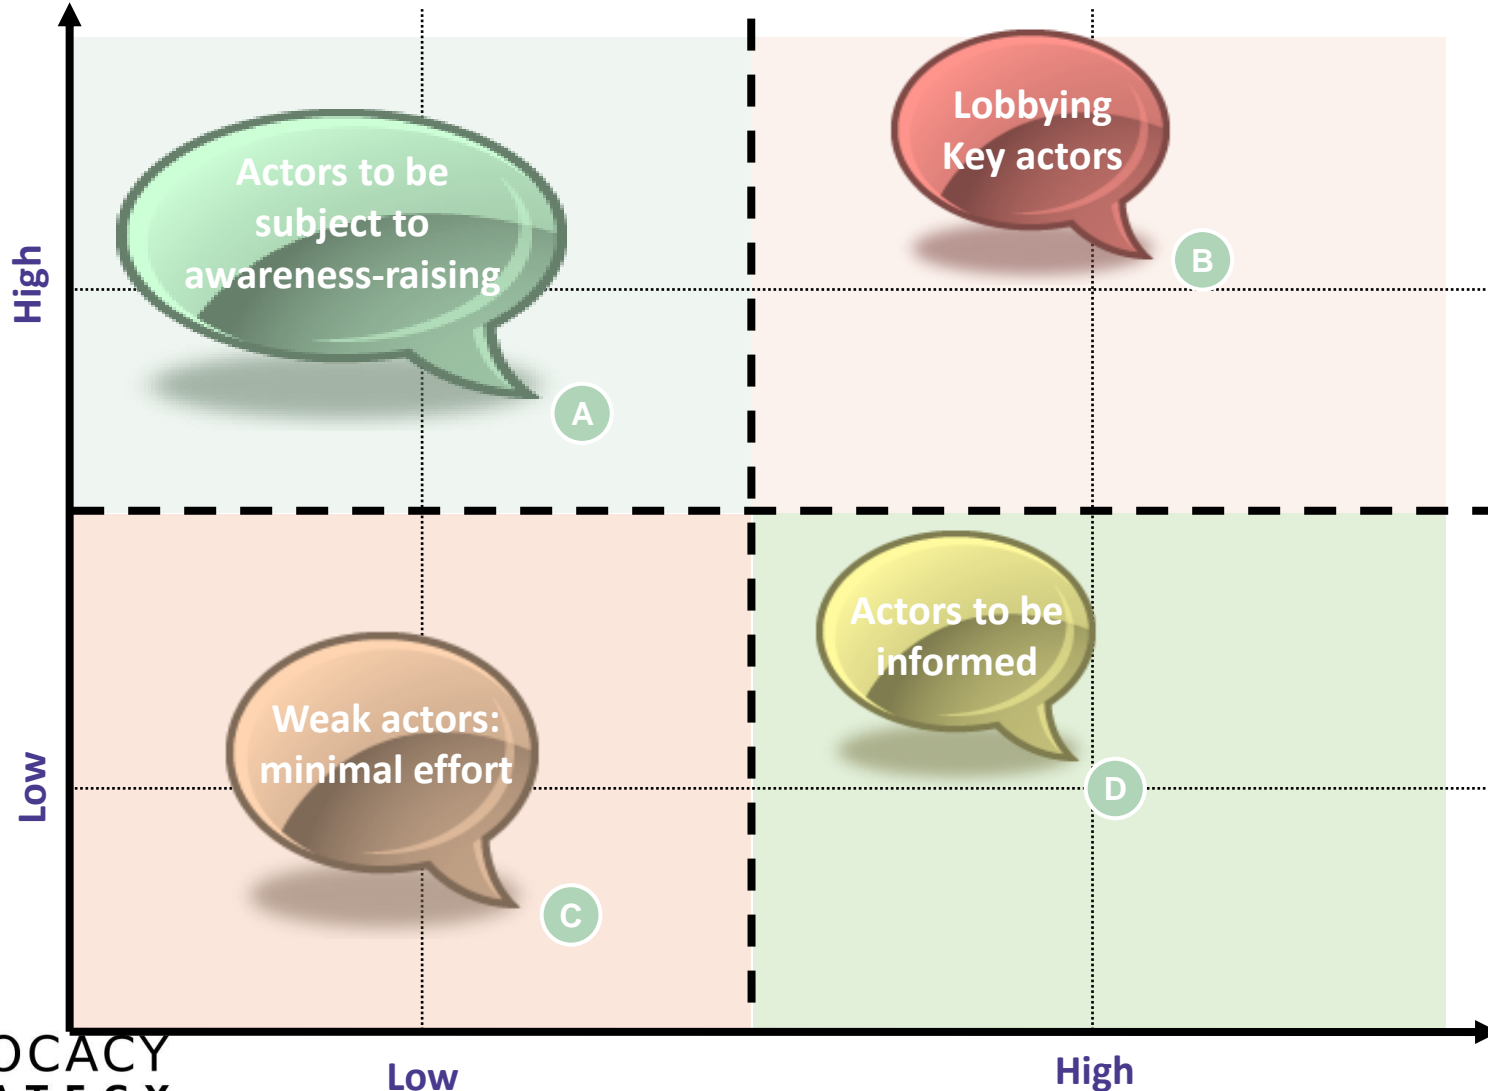 High
Low
Actors to be
subject to
awareness-raising
A
Lobbying
Key actors
B
Weak actors:
minimal effort
C
Actors to be
informed
D
Low
High
OCACY